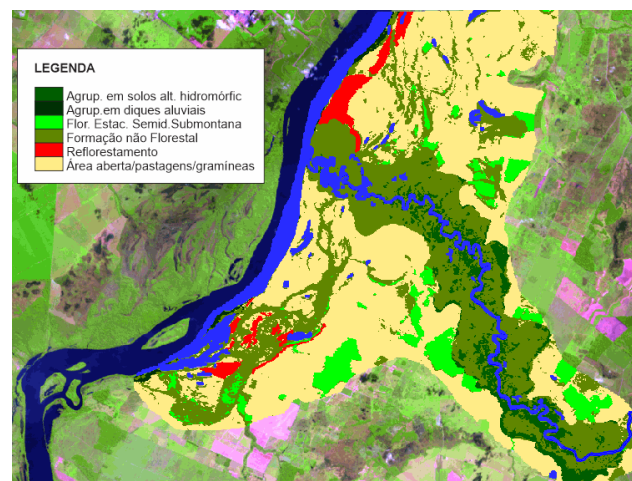 LEGENDA
Agrup. em solos alt. hidromórfic
Agrup.em diques aluviais
Flor. Estac. Semid.Submontana
Formação não Florestal
Reflorestamento
Área aberta/pastagens/gramíneas